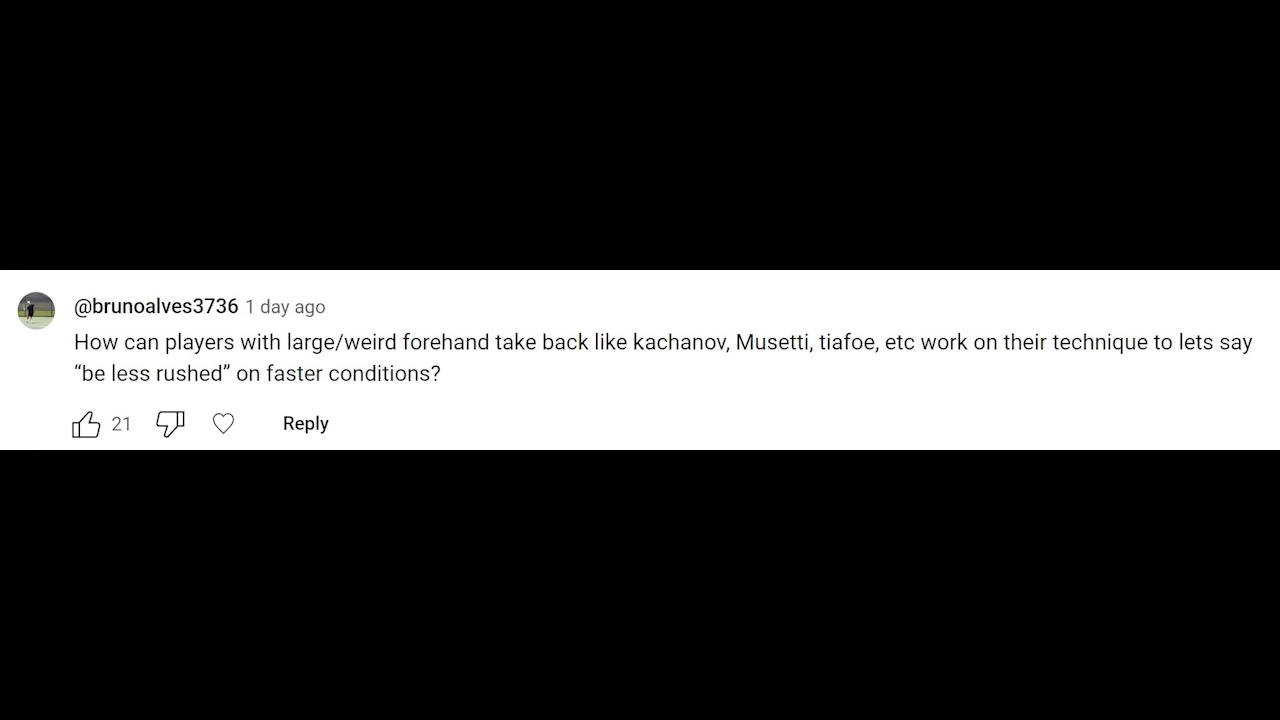 @brunoalves3736 1 day ago
How can players with large/weird forehand take back like kachanov, Musetti, tiafoe, etc work on their technique to lets say
“be less rushed” on faster conditions?
21 Reply